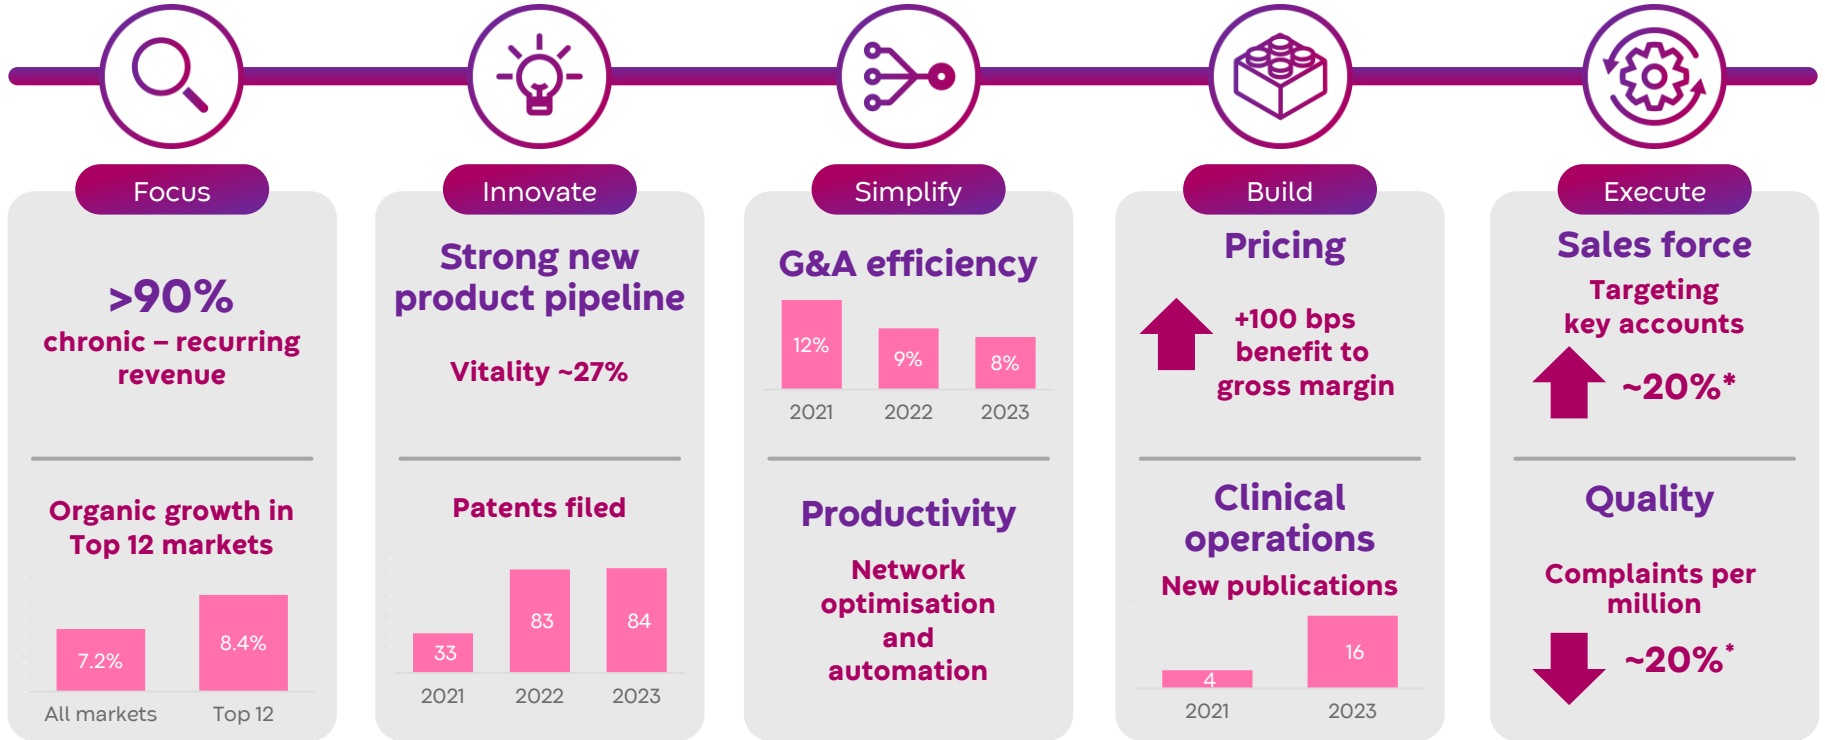 Focus
>90%
chronic – recurring
revenue
Organic growth in
Top 12 markets
7.2%
8.4%
All markets
Top 12
Innovate
Strong new
product pipeline
Vitality ~27%
Patents filed
33
83
84
2021
2022
2023
Simplify
G&A efficiency
12%
9%
8%
2021
2022
2023
Productivity
Network
optimisation
and
automation
Build
Pricing
+100 bps
benefit to
gross margin
Clinical
operations
New publications
4
16
2021
2023
Execute
Sales force
Targeting
key accounts
~20%*
Quality
Complaints per
million
~20%*